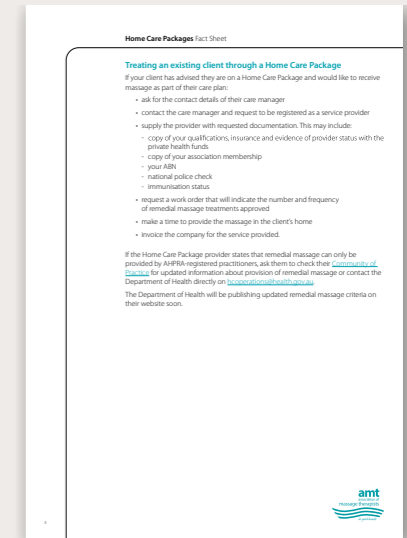 Home Care Packages Fact Sheet
Treating an existing client through a Home Care Package
If your client has advised they are on a Home Care Package and would like to receive
massage as part of their care plan:
• ask for the contact details of their care manager
• contact the care manager and request to be registered as a service provider
• supply the provider with requested documentation. This may include:
- copy of your qualifications, insurance and evidence of provider status with the
private health funds
- copy of your association membership
- your ABN
- national police check
- immunisation status
• request a work order that will indicate the number and frequency
of remedial massage treatments approved
• make a time to provide the massage in the client's home
• invoice the company for the service provided.
If the Home Care Package provider states that remedial massage can only be
provided by AHPRA-registered practitioners, ask them to check their Community of
Practice for updated information about provision of remedial massage or contact the
Department of Health directly on hcoperations@health.gov.au.
The Department of Health will be publishing updated remedial massage criteria on
their website soon.
amt
association of
massage therapists